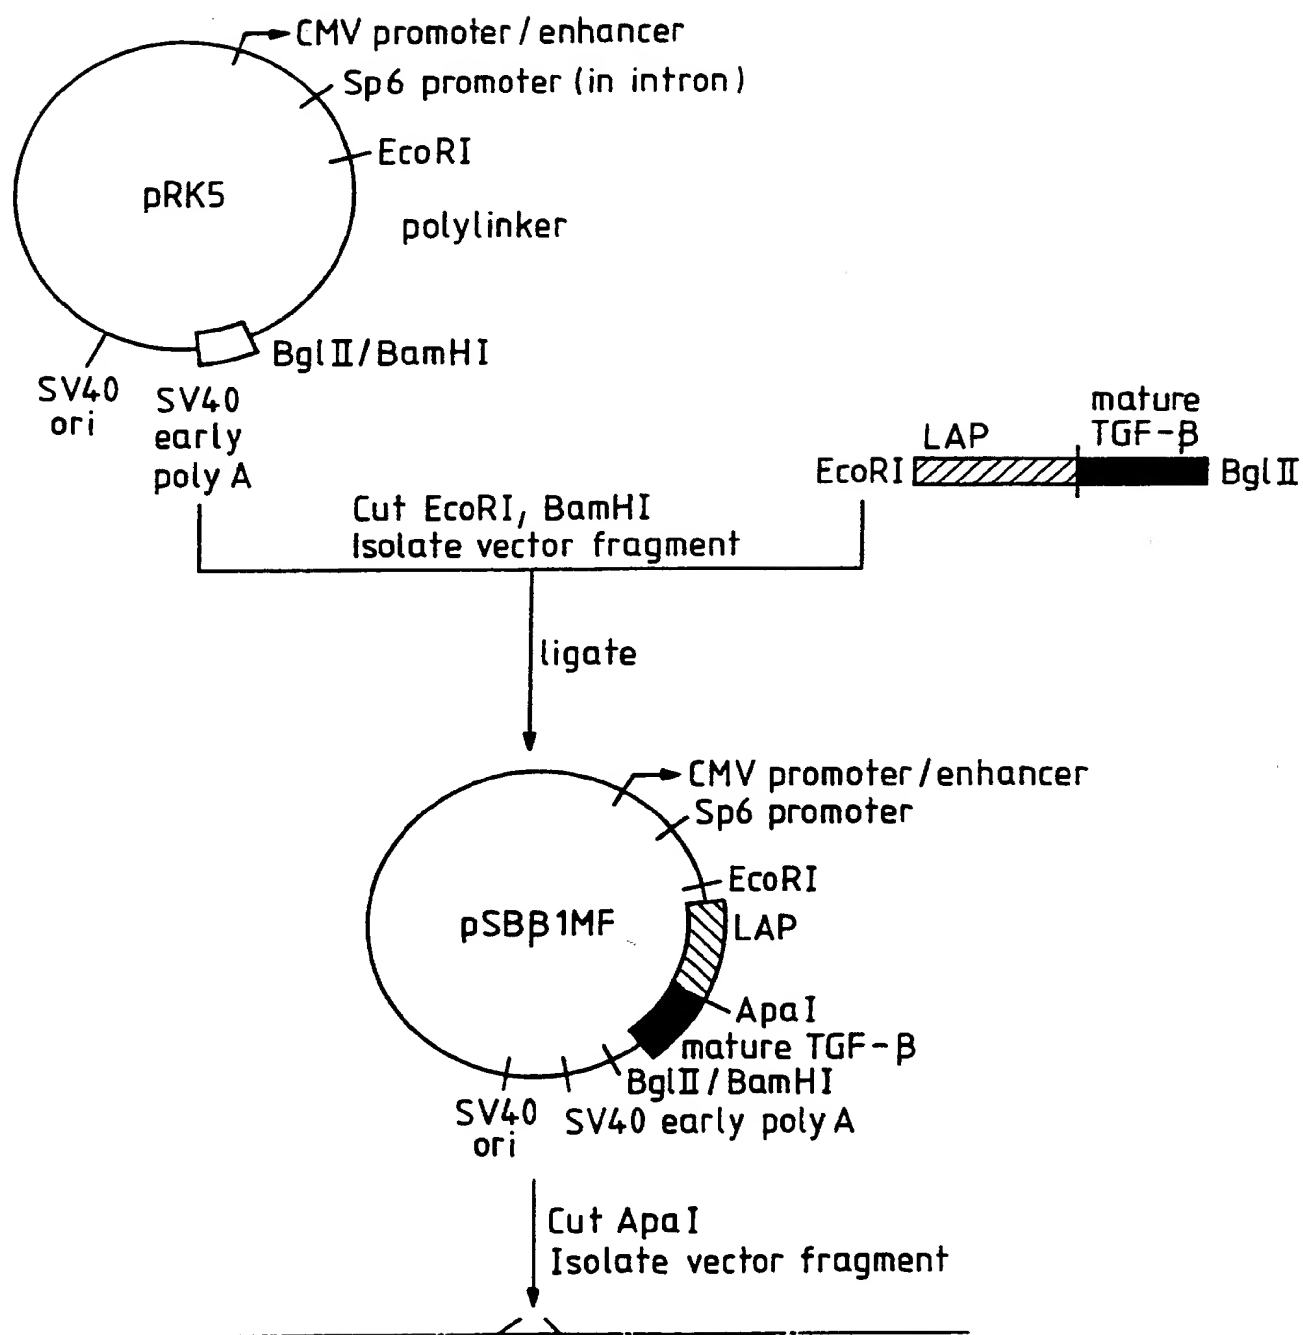 CMV promoter/enhancer
Sp6 promoter (in intron)
EcoRI
pRK5
polylinker
BglII/BamHI
SV40
ori
SV40
early
poly A
mature
TGF-β
LAP
EcoRI
BglII
Cut EcoRI, BamHI
Isolate vector fragment
ligate
CMV promoter/enhancer
Sp6 promoter
EcoRI
pSBβ1MF
LAP
ApaI
mature TGF-β
BglII/BamHI
SV40
ori
SV40 early poly A
Cut ApaI
Isolate vector fragment